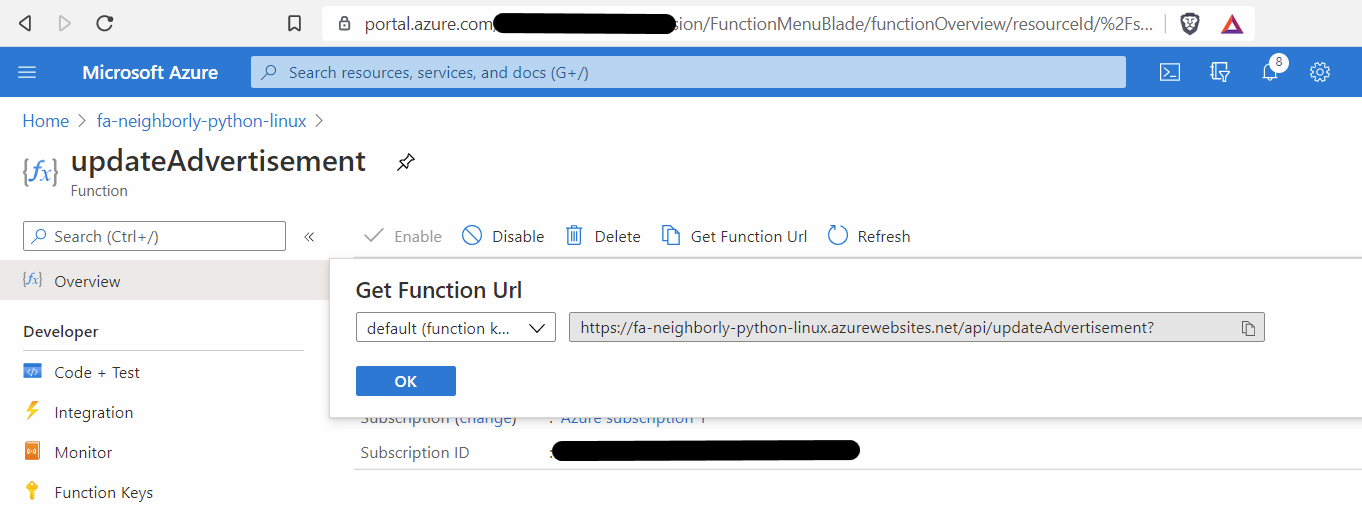 portal.azure.com/ sion/FunctionMenuBlade/functionOverview/resourceId/%2Fs...
Microsoft Azure
Search resources, services, and docs (G+/)
8
Home > fa-neighborly-python-linux >
{fx} updateAdvertisement
Function
Search (Ctrl+/) «
Enable Disable Delete Get Function Url Refresh
{fx} Overview
Get Function Url
default (function k... https://fa-neighborly-python-linux.azurewebsites.net/api/updateAdvertisement?
OK
Developer
Code + Test
Integration
Monitor
Function Keys
Subscription (change) : Azure subscription 1
Subscription ID :